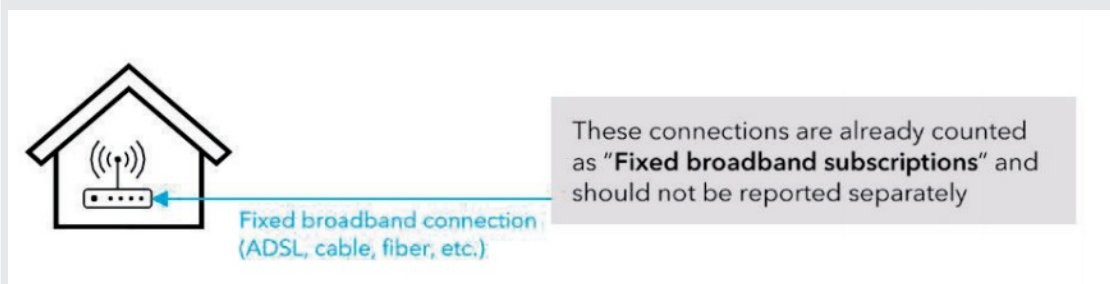 These connections are already counted
as "Fixed broadband subscriptions" and
should not be reported separately
Fixed broadband connection
(ADSL, cable, fiber, etc.)